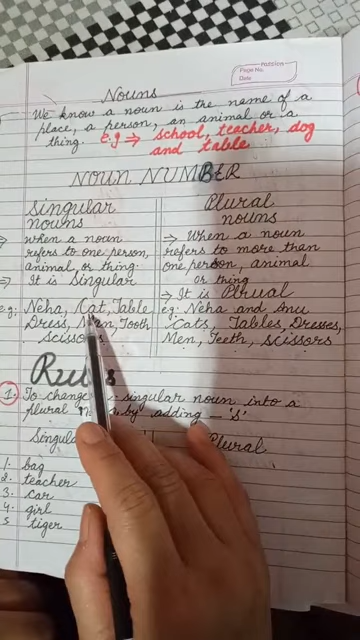 Page No.
Date
Nouns
We know a noun is the name of a
place, a person, an animal or a
thing. e.g ⇒ school, teacher, dog
and table
NOUN NUMBER
Singular
nouns
when a noun
refers to one person,
animal or thing.
It is Singular
e.g: Neha, Cat, Table
Dress, Man, Tooth
scissors.
Plural
nouns
→ When a noun
refers to more than
one person, animal
or thing
→ It is Plrual
eg: Neha and Anu
Cats, Tables, Dresses,
Men, Teeth, scissors
Rules
1. To change singular noun into a
plural by adding - 's'
Plural
1. bag
2. teacher
3. car
4. girl
5 tiger